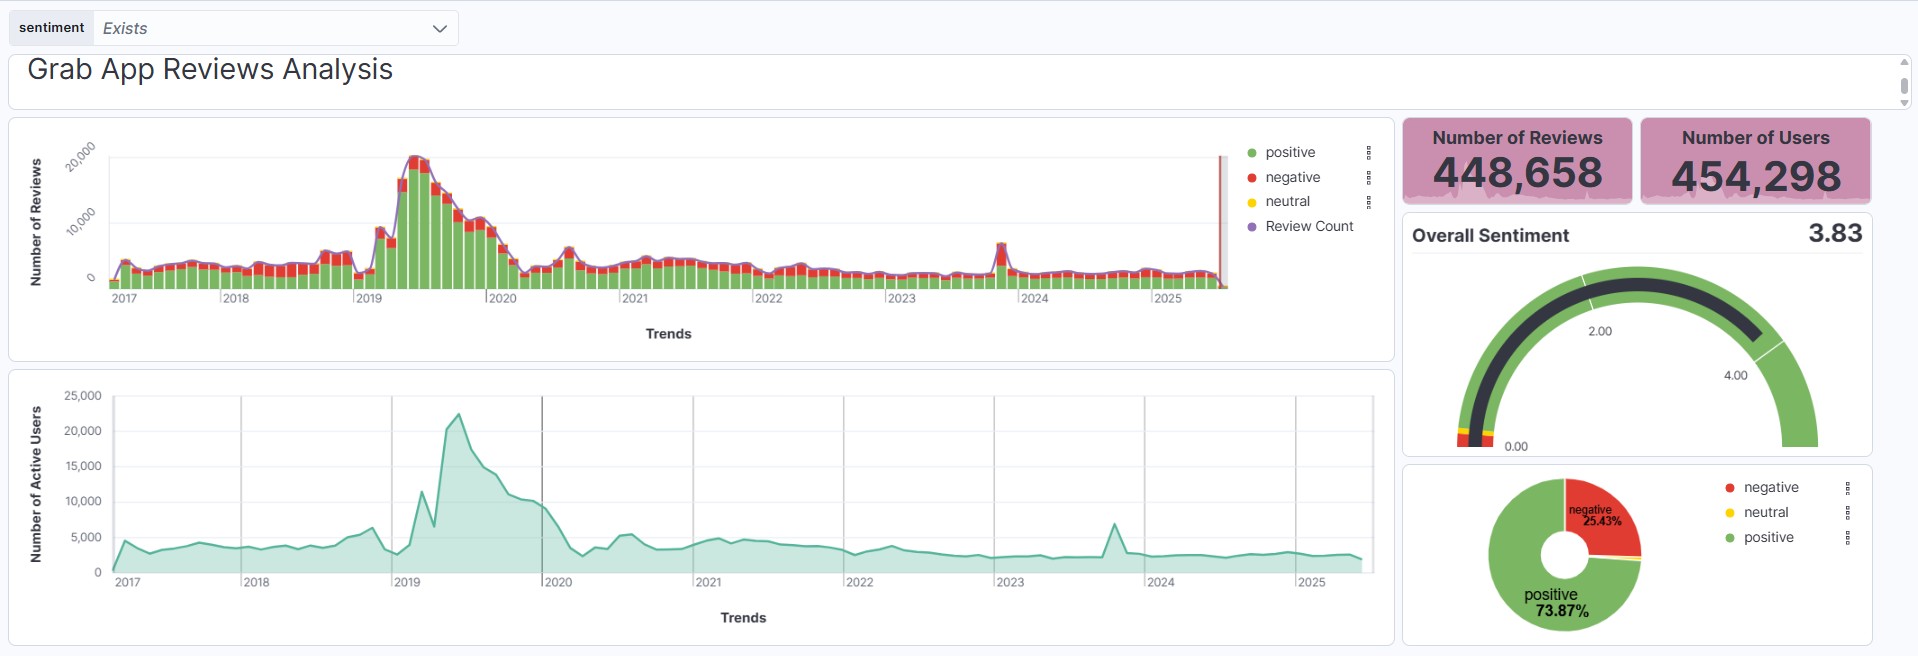 sentiment Exists
Grab App Reviews Analysis
Number of Reviews
20,000
10,000
0
2017 2018 2019 2020 2021 2022 2023 2024 2025
Trends
positive
negative
neutral
Review Count
Number of Reviews
448,658
Number of Users
454,298
Overall Sentiment 3.83
2.00
4.00
0.00
Number of Active Users
25,000
20,000
15,000
10,000
5,000
0
2017 2018 2019 2020 2021 2022 2023 2024 2025
Trends
negative
25.43%
positive
73.87%
negative
neutral
positive